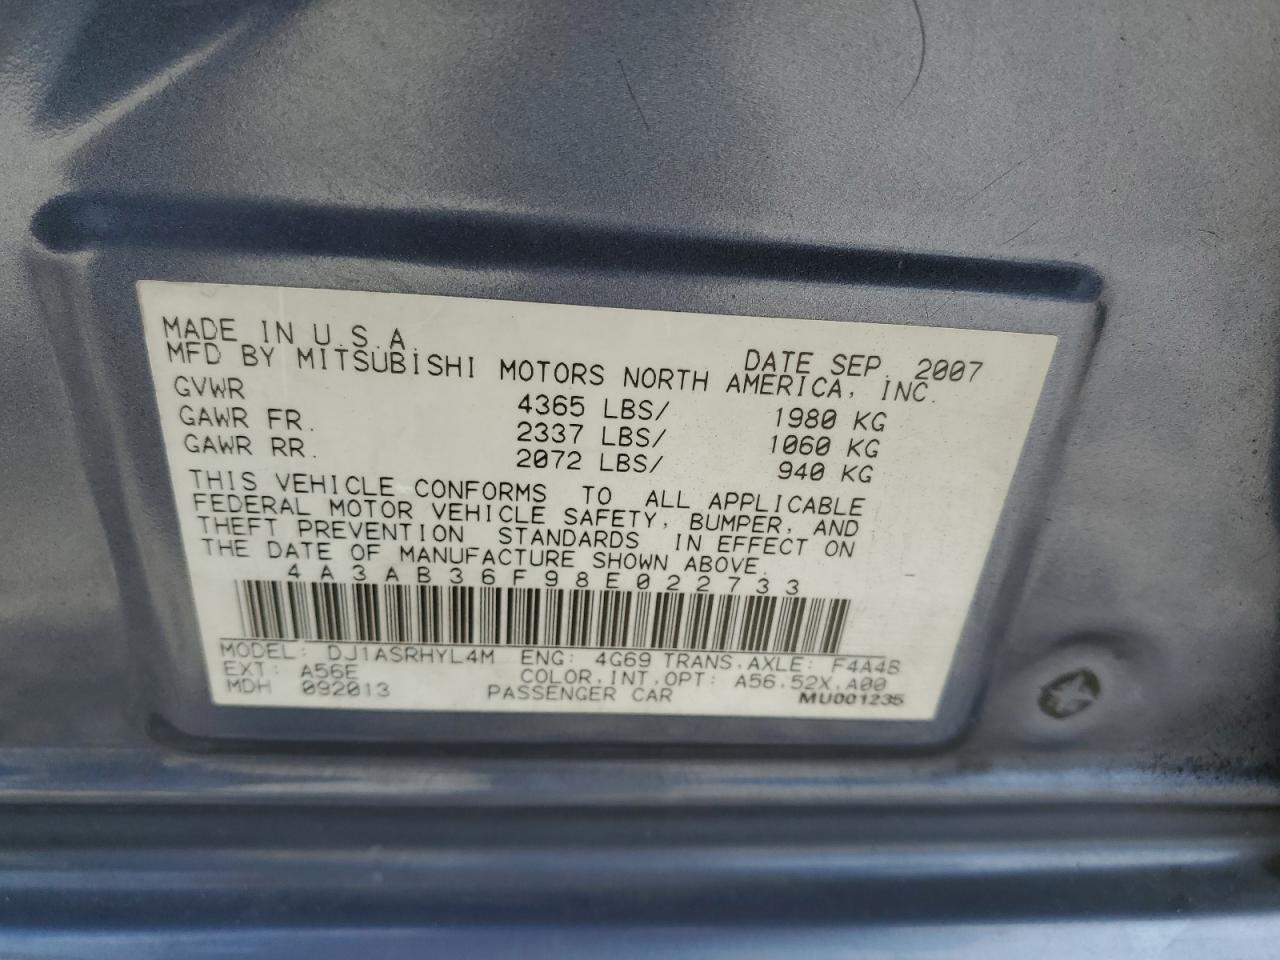 MADE IN U.S.A. DATE SEP. 2007
MFD BY MITSUBISHI MOTORS NORTH AMERICA, INC.
GVWR 4365 LBS/ 1980 KG
GAWR FR. 2337 LBS/ 1060 KG
GAWR RR. 2072 LBS/ 940 KG
THIS VEHICLE CONFORMS TO ALL APPLICABLE
FEDERAL MOTOR VEHICLE SAFETY, BUMPER, AND
THEFT PREVENTION STANDARDS IN EFFECT ON
THE DATE OF MANUFACTURE SHOWN ABOVE.
4A3AB36F98E022733
MODEL: DJ1ASRHYL4M ENG: 4G69 TRANS.AXLE: F4A4B
EXT: A56E COLOR.INT.OPT: A56.52X.A00
MDH 092013 PASSENGER CAR MU001235